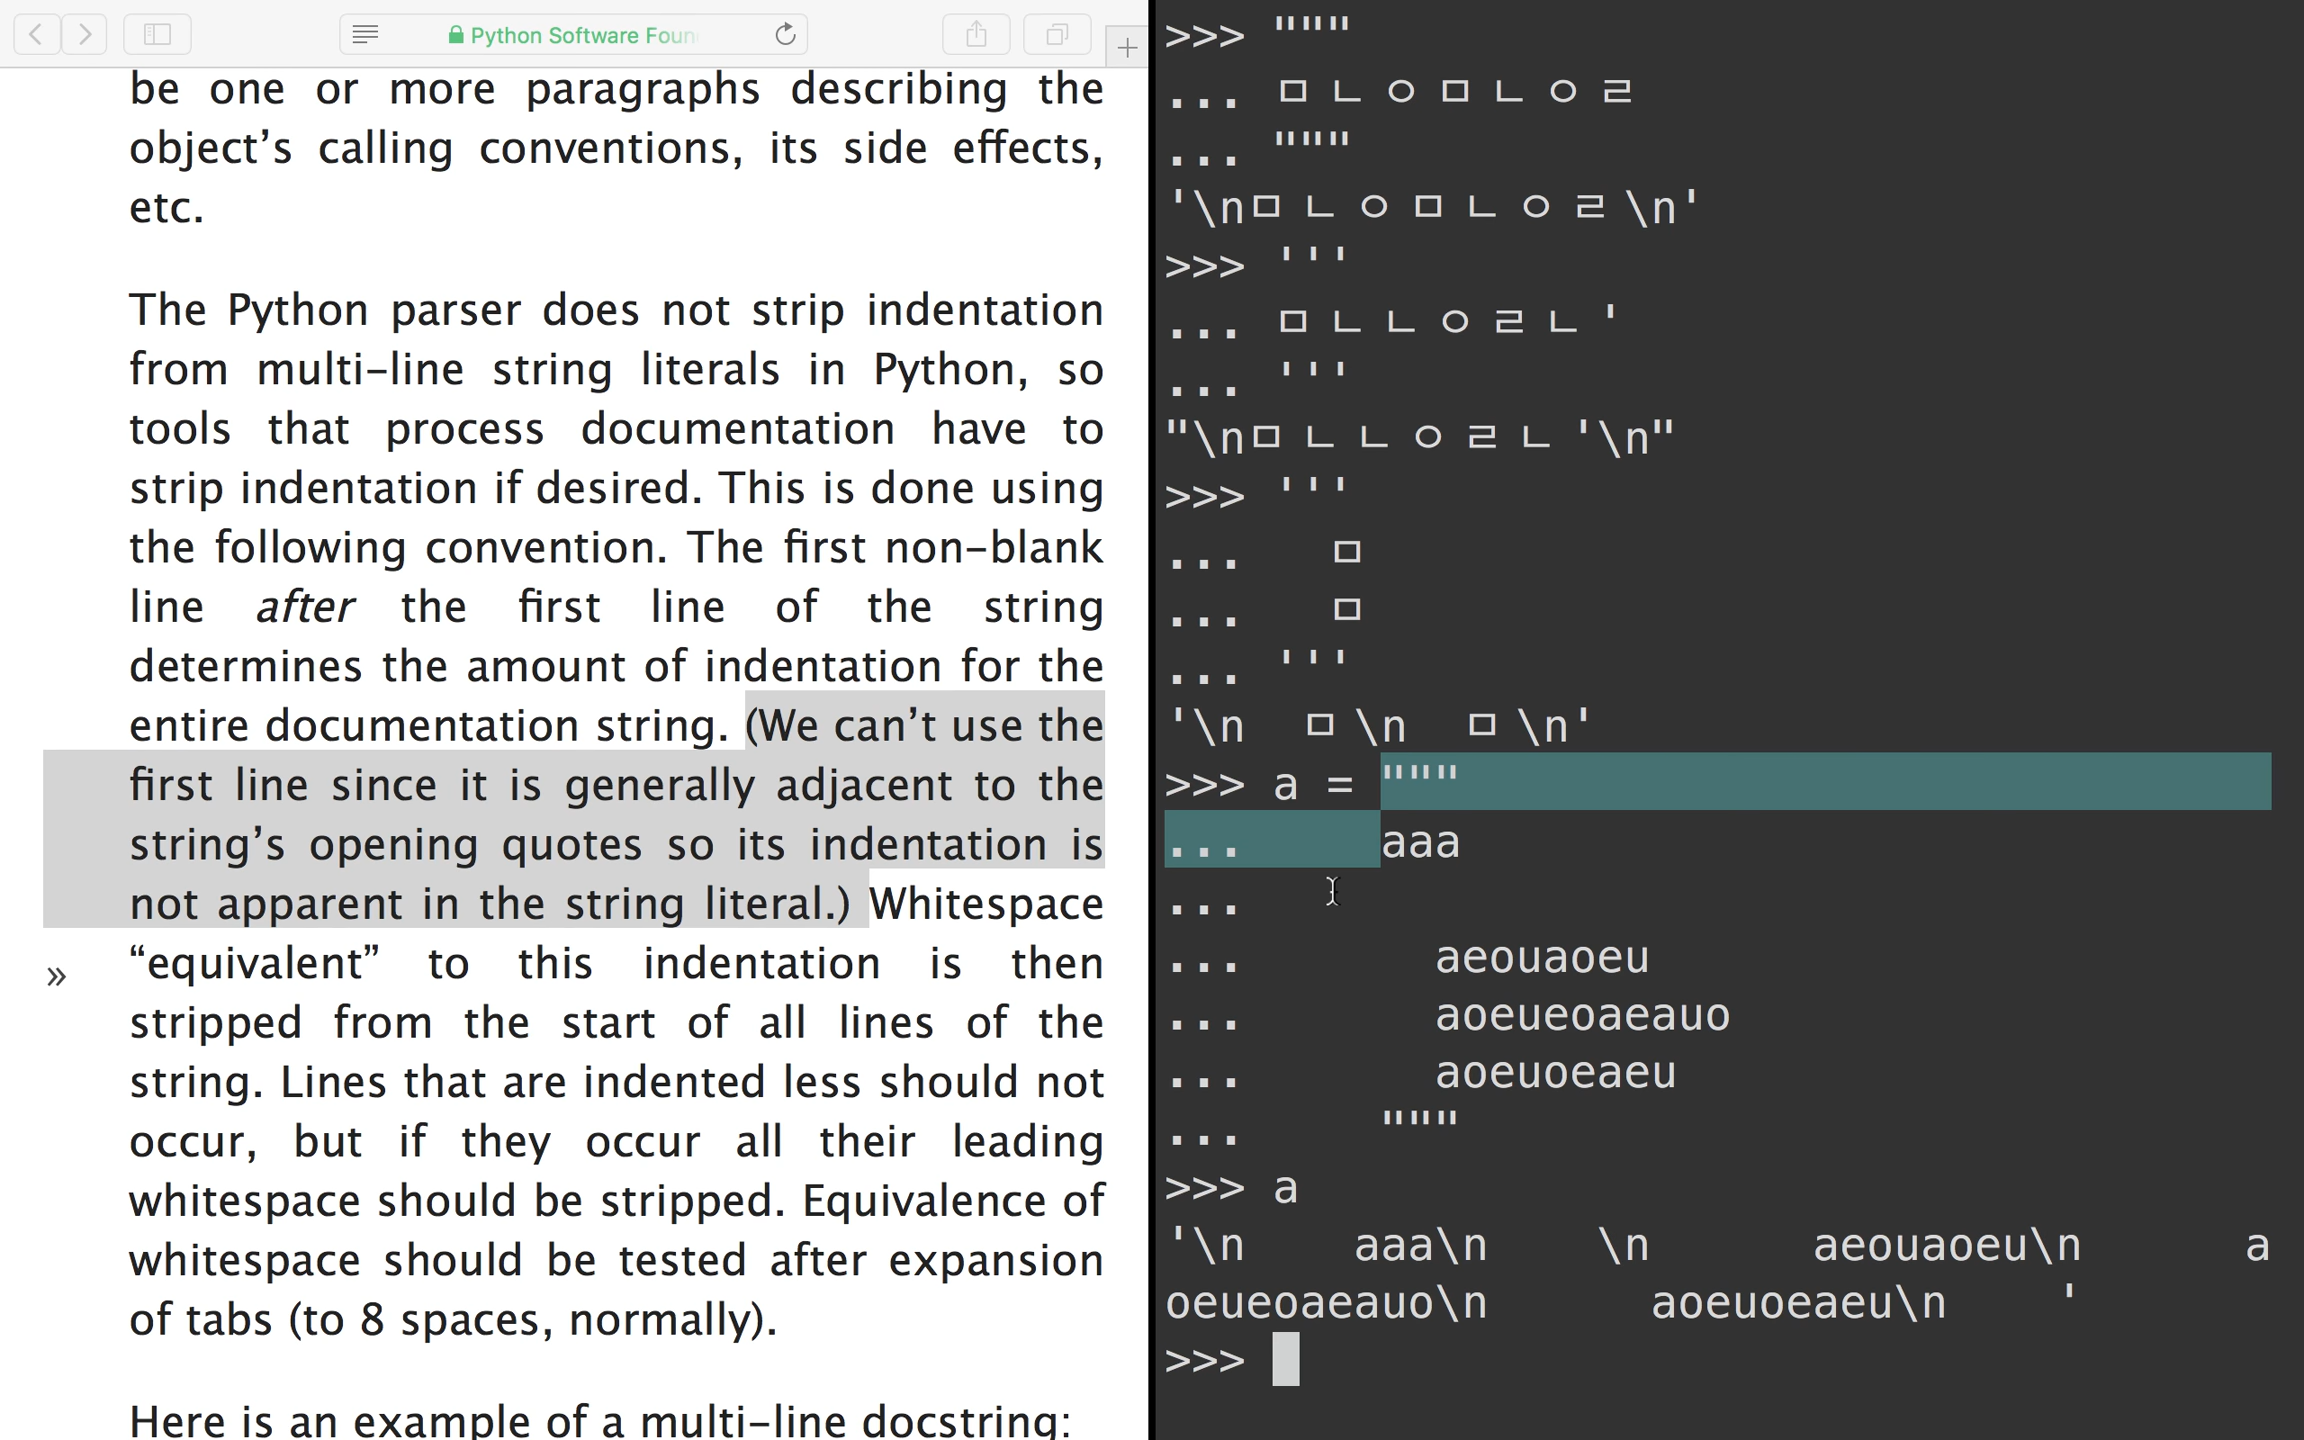 Python Software Foun
be one or more paragraphs describing the
object’s calling conventions, its side effects,
etc.
The Python parser does not strip indentation
from multi-line string literals in Python, so
tools that process documentation have to
strip indentation if desired. This is done using
the following convention. The first non-blank
line after the first line of the string
determines the amount of indentation for the
entire documentation string. (We can’t use the
first line since it is generally adjacent to the
string’s opening quotes so its indentation is
not apparent in the string literal.) Whitespace
“equivalent” to this indentation is then
stripped from the start of all lines of the
string. Lines that are indented less should not
occur, but if they occur all their leading
whitespace should be stripped. Equivalence of
whitespace should be tested after expansion
of tabs (to 8 spaces, normally).
Here is an example of a multi-line docstring:
»
>>> """
... ㅁㄴㅇㅁㄴㅇㄹ
... """
'\nㅁㄴㅇㅁㄴㅇㄹ\n'
>>> '''
... ㅁㄴㄴㅇㄹㄴ'
... '''
"\nㅁㄴㄴㅇㄹㄴ'\n"
>>> '''
...   ㅁ
...   ㅁ
... '''
'\n  ㅁ\n  ㅁ\n'
>>> a = """
...     aaa
...
...       aeouaoeu
...       aoeueoaeauo
...       aoeuoeaeu
...     """
>>> a
'\n    aaa\n    \n      aeouaoeu\n      a
oeueoaeauo\n      aoeuoeaeu\n    '
>>>